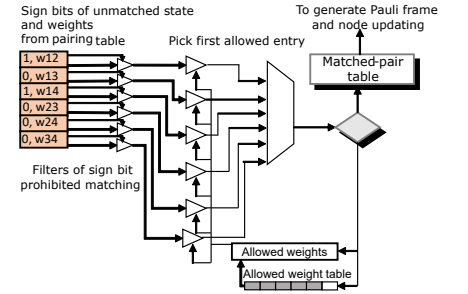 Sign bits of unmatched state
and weights
from pairing table
Pick first allowed entry
To generate Pauli frame
and node updating
Matched-pair
table
1, w12
0, w13
1, w14
0, w23
0, w24
0, w34
Filters of sign bit
prohibited matching
Allowed weights
Allowed weight table